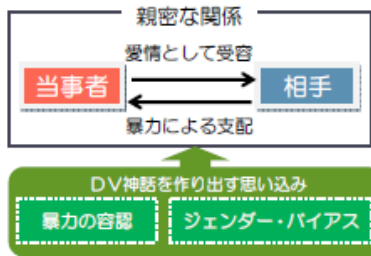 親密な関係
愛情として受容
当事者
相手
暴力による支配
DV神話を作り出す思い込み
暴力の容認
ジェンダー・バイアス